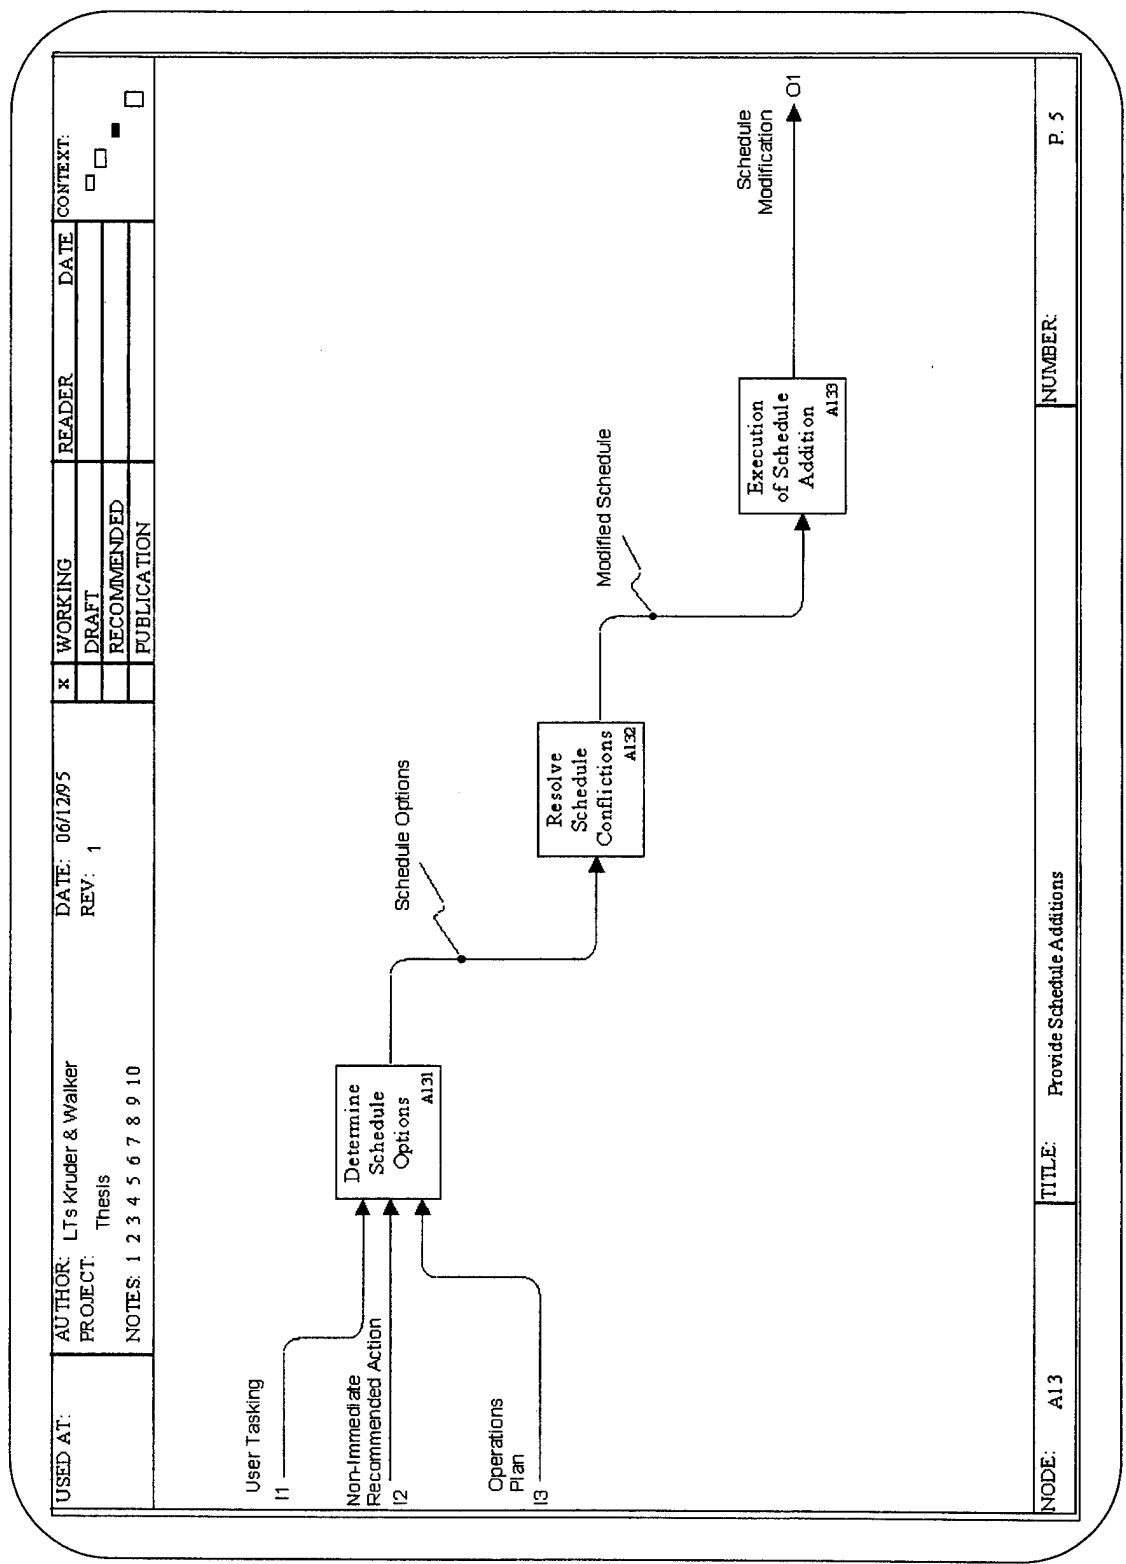 USED AT:
AUTHOR: LTs Kruder & Walker
PROJECT: Thesis
NOTES: 1 2 3 4 5 6 7 8 9 10
DATE: 06/12/95
REV: 1
x WORKING
DRAFT
RECOMMENDED
PUBLICATION
READER DATE
CONTEXT:
User Tasking
I1
Non-Immediate
Recommended Action
I2
Operations
Plan
I3
Determine
Schedule
Options
A131
Schedule Options
Resolve
Schedule
Conflictions
A132
Modified Schedule
Execution
of Schedule
Addition
A133
Schedule
Modification
O1
NODE: A13
TITLE: Provide Schedule Additions
NUMBER: P. 5